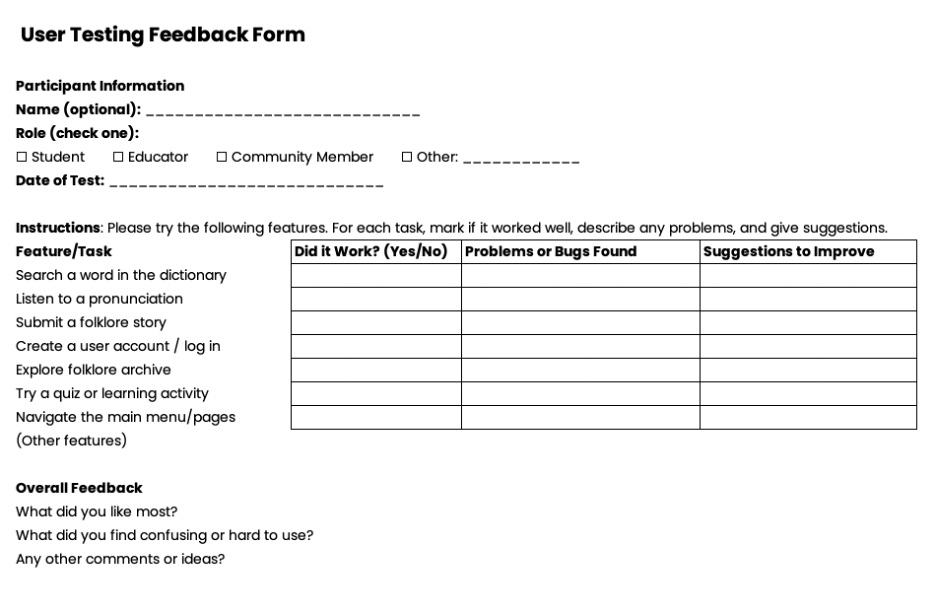 User Testing Feedback Form
Participant Information
Name (optional): ____________________________
Role (check one):
☐ Student ☐ Educator ☐ Community Member ☐ Other: ____________
Date of Test: ____________________________
Instructions: Please try the following features. For each task, mark if it worked well, describe any problems, and give suggestions.
Feature/Task Did it Work? (Yes/No) Problems or Bugs Found Suggestions to Improve
Search a word in the dictionary
Listen to a pronunciation
Submit a folklore story
Create a user account / log in
Explore folklore archive
Try a quiz or learning activity
Navigate the main menu/pages
(Other features)
Overall Feedback
What did you like most?
What did you find confusing or hard to use?
Any other comments or ideas?